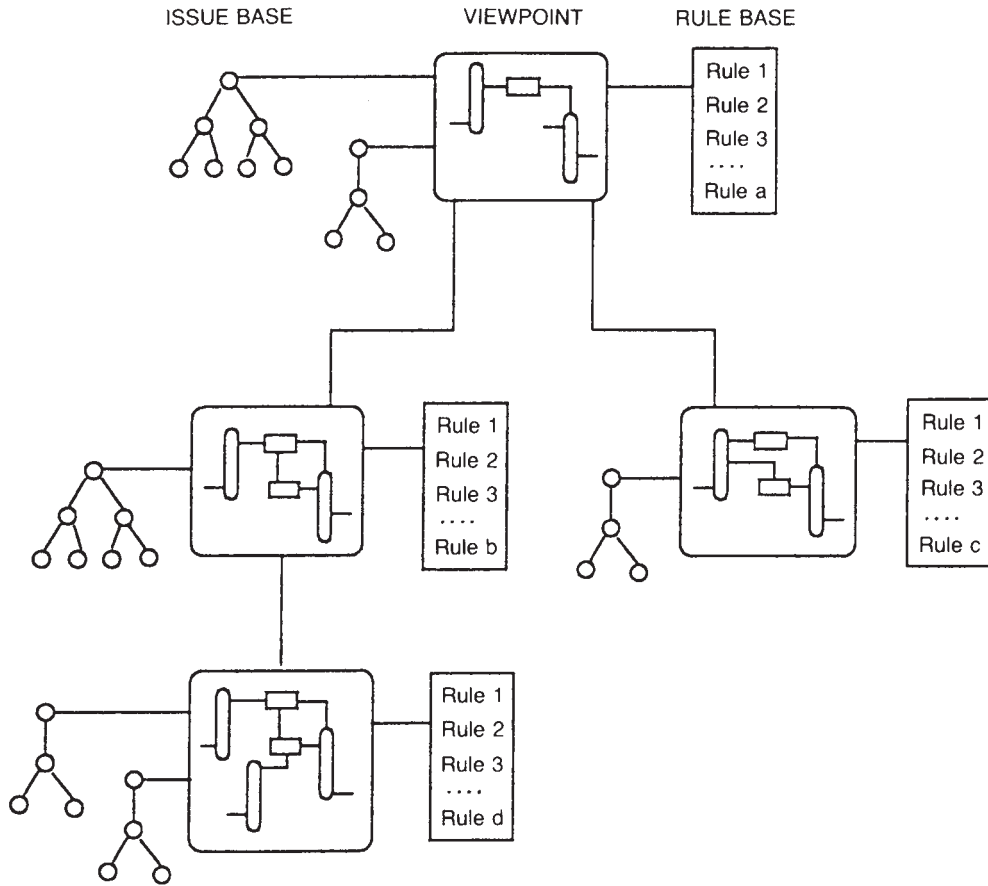 ISSUE BASE VIEWPOINT RULE BASE
Rule 1
Rule 2
Rule 3
....
Rule a
Rule 1
Rule 2
Rule 3
....
Rule b
Rule 1
Rule 2
Rule 3
....
Rule c
Rule 1
Rule 2
Rule 3
....
Rule d